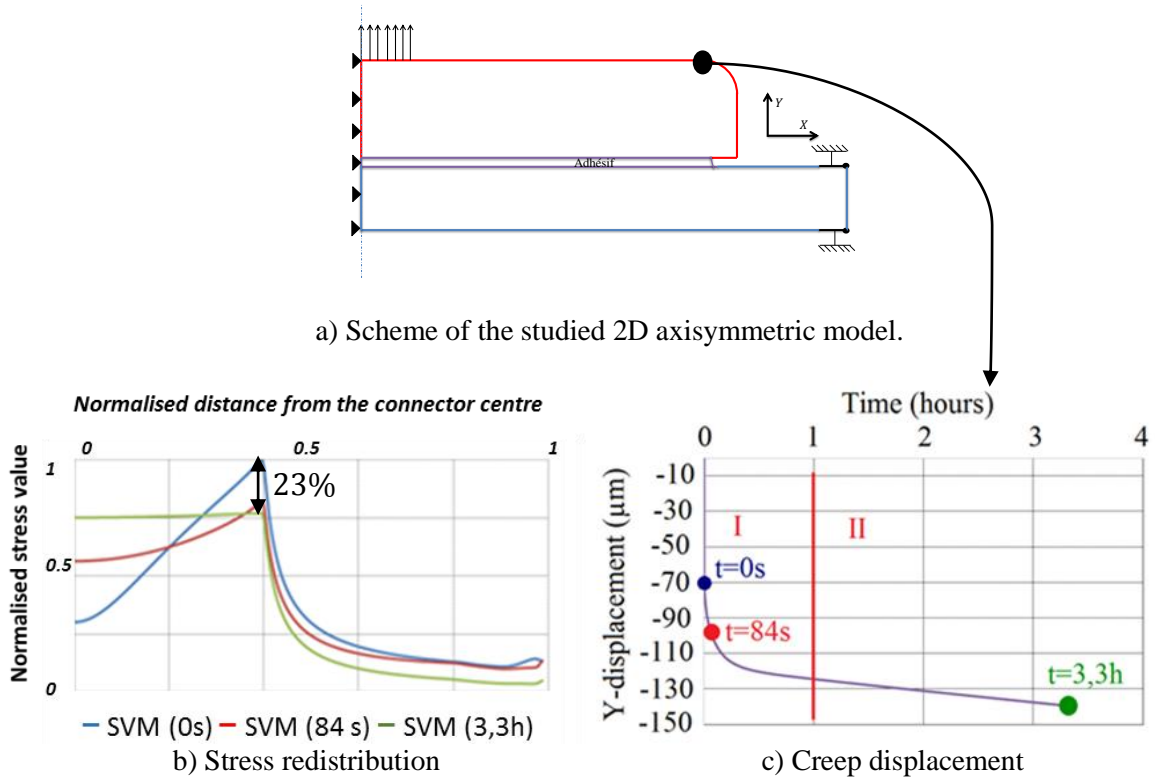 Y
X
Adhésif
a) Scheme of the studied 2D axisymmetric model.
Normalised distance from the connector centre
0 0.5 1
Normalised stress value
1
0.5
0
23%
SVM (0s) SVM (84 s) SVM (3,3h)
b) Stress redistribution
Time (hours)
0 1 2 3 4
Y-displacement (µm)
-10
-30
-50
-70
-90
-110
-130
-150
I II
t=0s
t=84s
t=3,3h
c) Creep displacement